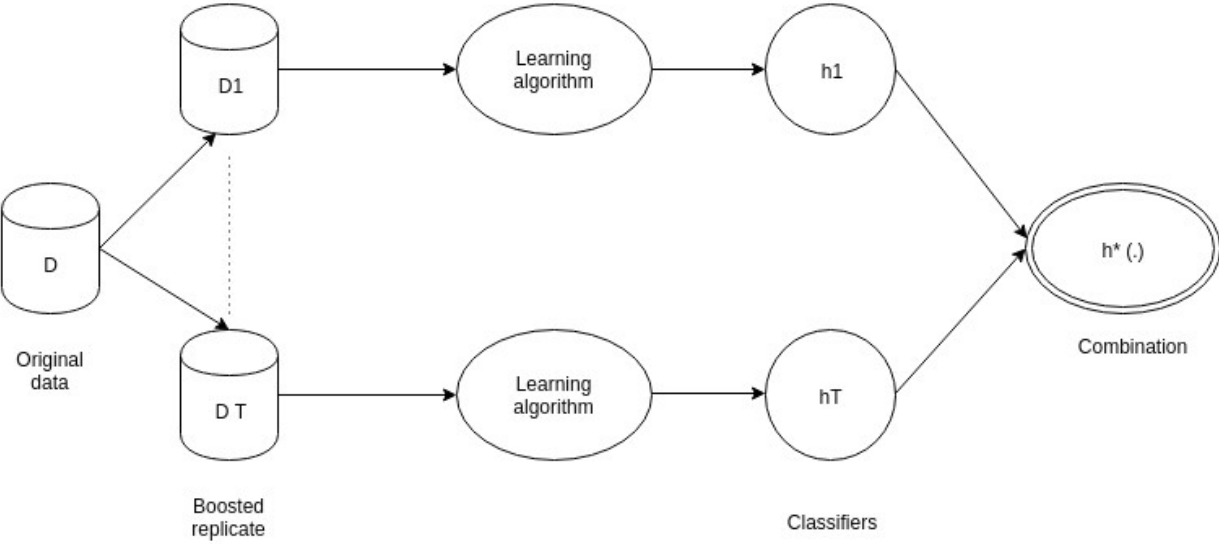 D1
Learning
algorithm
h1
D
h* (.)
Original
data
Combination
D T
Learning
algorithm
hT
Boosted
replicate
Classifiers